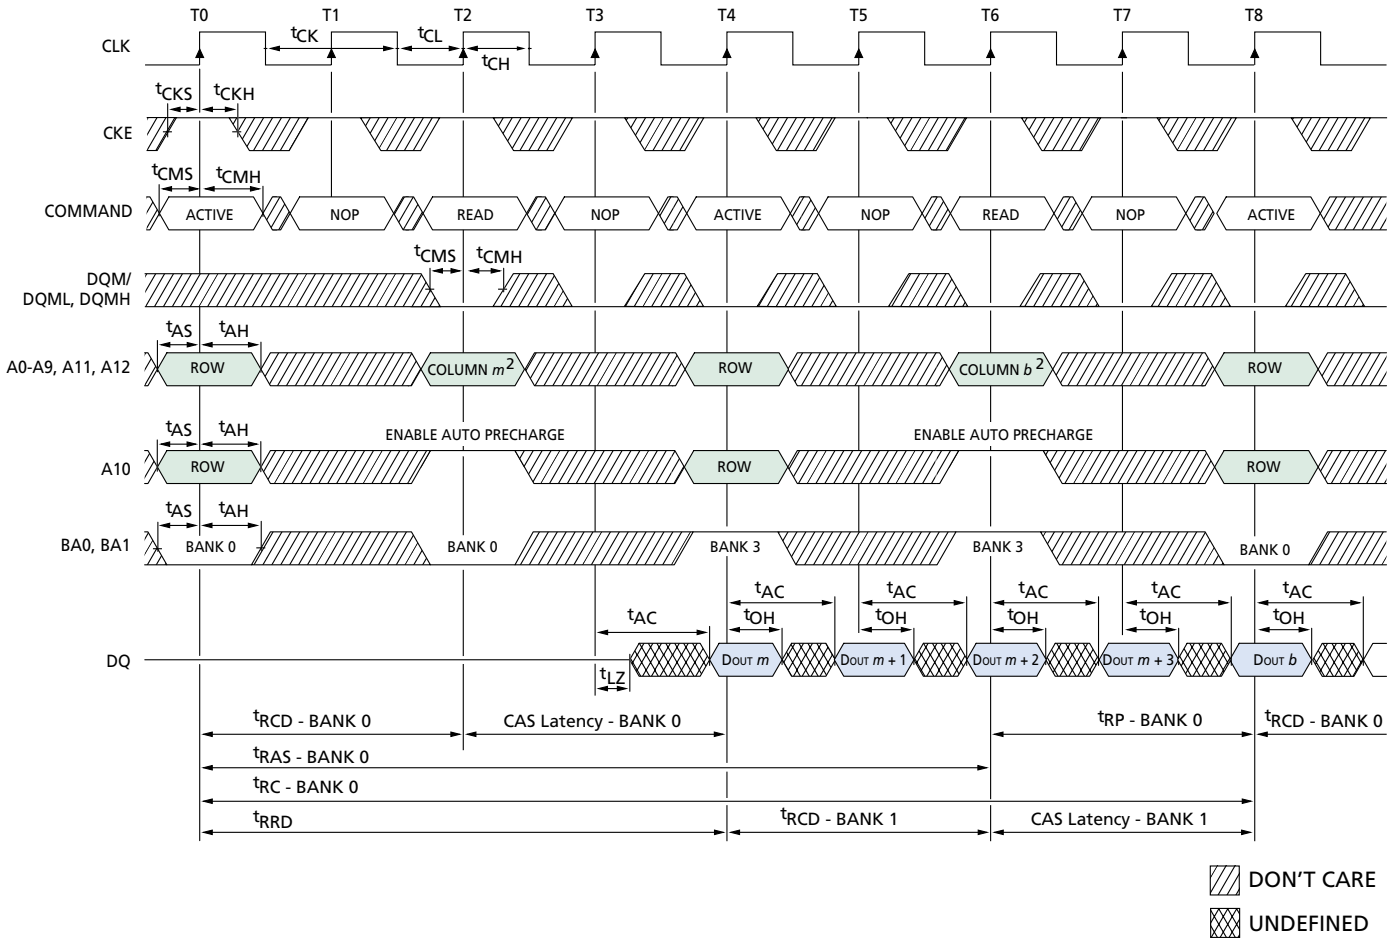 T0 T1 T2 T3 T4 T5 T6 T7 T8
CLK
tCK tCL
tCH
tCKS tCKH
CKE
tCMS tCMH
COMMAND ACTIVE NOP READ NOP ACTIVE NOP READ NOP ACTIVE
tCMS tCMH
DQM/
DQML, DQMH
tAS tAH
A0-A9, A11, A12 ROW COLUMN m2 ROW COLUMN b 2 ROW
tAS tAH ENABLE AUTO PRECHARGE ENABLE AUTO PRECHARGE
A10 ROW ROW ROW
tAS tAH
BA0, BA1 BANK 0 BANK 0 BANK 3 BANK 3 BANK 0
tAC tAC tAC tAC tAC
tAC tOH tOH tOH tOH tOH
DQ DOUT m DOUT m + 1 DOUT m + 2 DOUT m + 3 DOUT b
tLZ
tRCD - BANK 0 CAS Latency - BANK 0 tRP - BANK 0 tRCD - BANK 0
tRAS - BANK 0
tRC - BANK 0
tRRD tRCD - BANK 1 CAS Latency - BANK 1
DON'T CARE
UNDEFINED